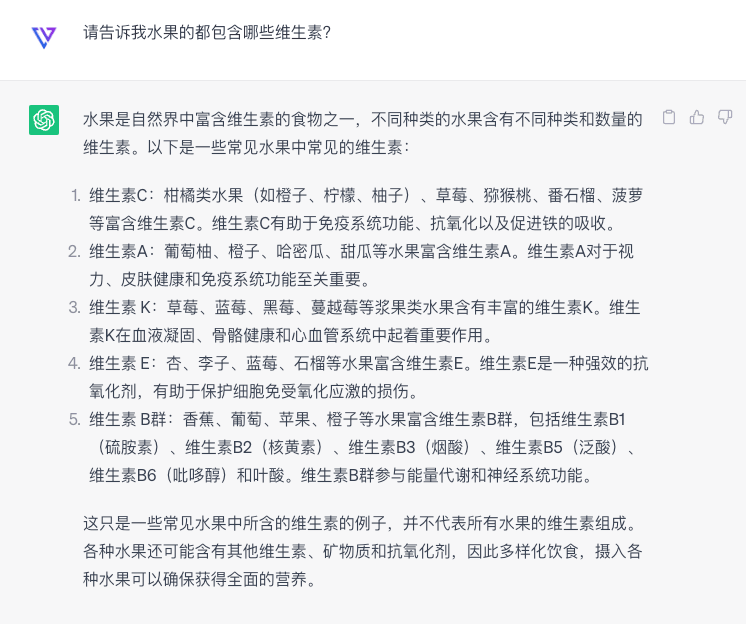 请告诉我水果的都包含哪些维生素?
水果是自然界中富含维生素的食物之一，不同种类的水果含有不同种类和数量的
维生素。以下是一些常见水果中常见的维生素：
1. 维生素C：柑橘类水果（如橙子、柠檬、柚子）、草莓、猕猴桃、番石榴、菠萝
等富含维生素C。维生素C有助于免疫系统功能、抗氧化以及促进铁的吸收。
2. 维生素A：葡萄柚、橙子、哈密瓜、甜瓜等水果富含维生素A。维生素A对于视
力、皮肤健康和免疫系统功能至关重要。
3. 维生素 K：草莓、蓝莓、黑莓、蔓越莓等浆果类水果含有丰富的维生素K。维生
素K在血液凝固、骨骼健康和心血管系统中起着重要作用。
4. 维生素 E：杏、李子、蓝莓、石榴等水果富含维生素E。维生素E是一种强效的抗
氧化剂，有助于保护细胞免受氧化应激的损伤。
5. 维生素 B群：香蕉、葡萄、苹果、橙子等水果富含维生素B群，包括维生素B1
（硫胺素）、维生素B2（核黄素）、维生素B3（烟酸）、维生素B5（泛酸）、
维生素B6（吡哆醇）和叶酸。维生素B群参与能量代谢和神经系统功能。
这只是一些常见水果中所含的维生素的例子，并不代表所有水果的维生素组成。
各种水果还可能含有其他维生素、矿物质和抗氧化剂，因此多样化饮食，摄入各
种水果可以确保获得全面的营养。